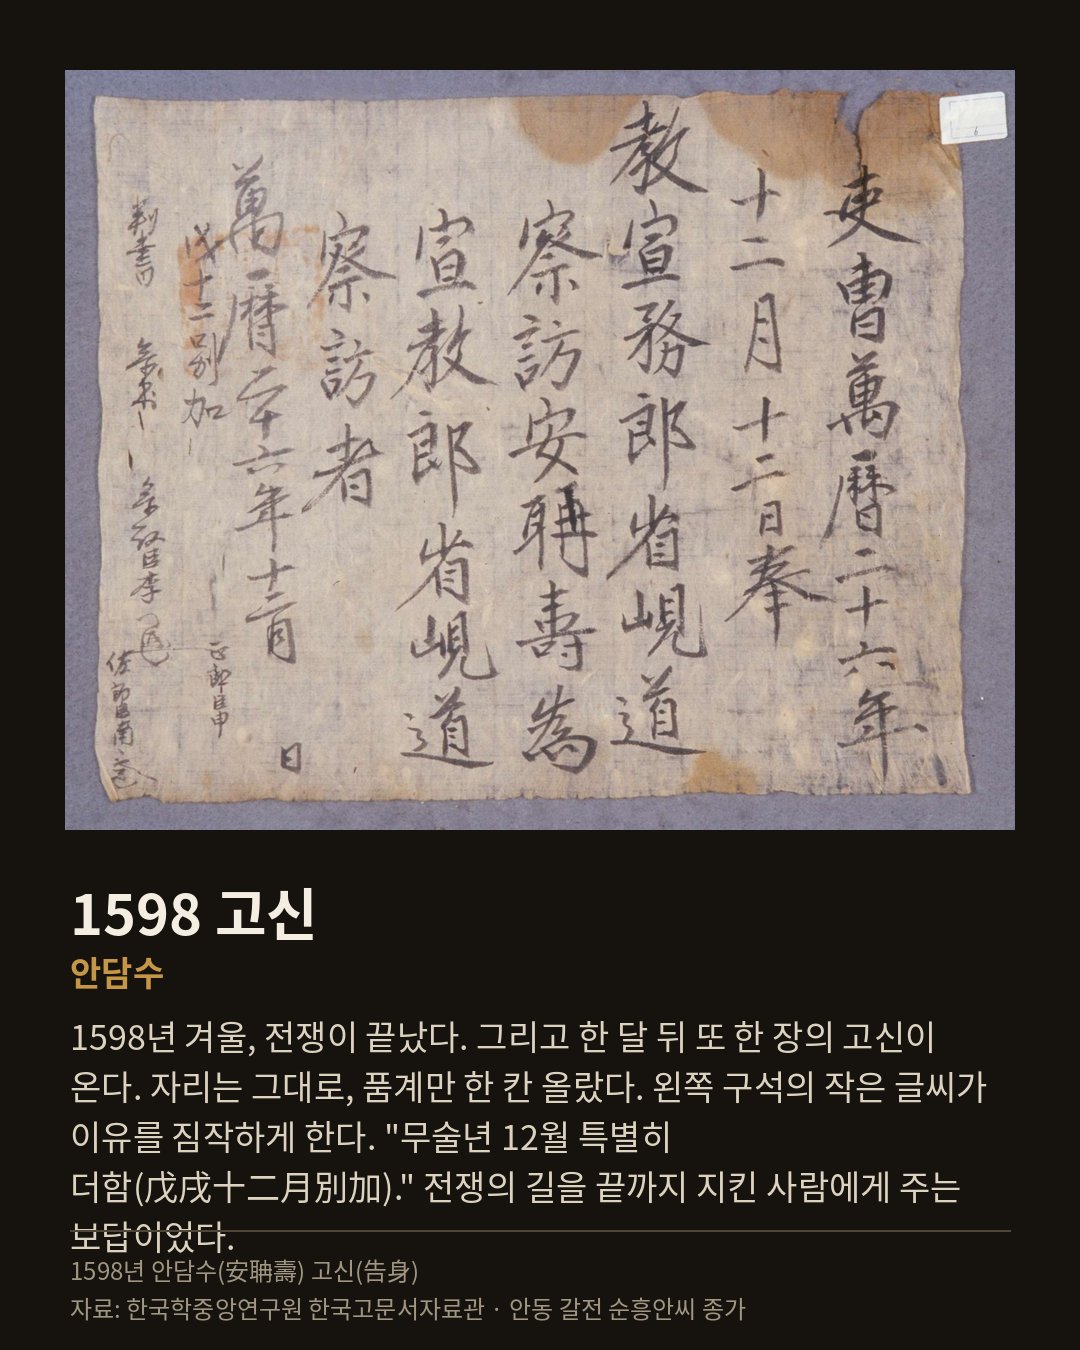 吏曹萬曆二十六年
十二月十二日奉
教宣務郎省峴道
察訪安聃壽為
宣教郎省峴道
察訪者
萬曆二十六年十二月
日
戊十二別加
正郎臣申
判書
李
1598 고신
안담수
1598년 겨울, 전쟁이 끝났다. 그리고 한 달 뒤 또 한 장의 고신이
온다. 자리는 그대로, 품계만 한 칸 올랐다. 왼쪽 구석의 작은 글씨가
이유를 짐작하게 한다. "무술년 12월 특별히
더함(戊戌十二月別加)." 전쟁의 길을 끝까지 지킨 사람에게 주는
보답이었다.
1598년 안담수(安聃壽) 고신(告身)
자료: 한국학중앙연구원 한국고문서자료관 · 안동 갈전 순흥안씨 종가